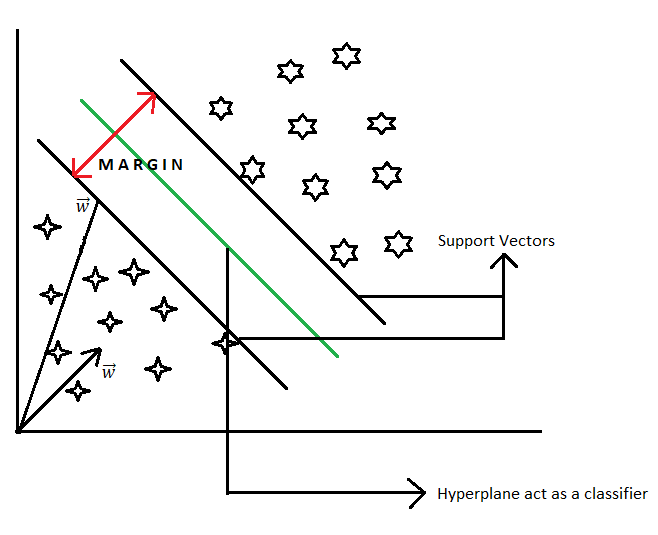 MARGIN
w⃗
Support Vectors
w⃗
Hyperplane act as a classifier